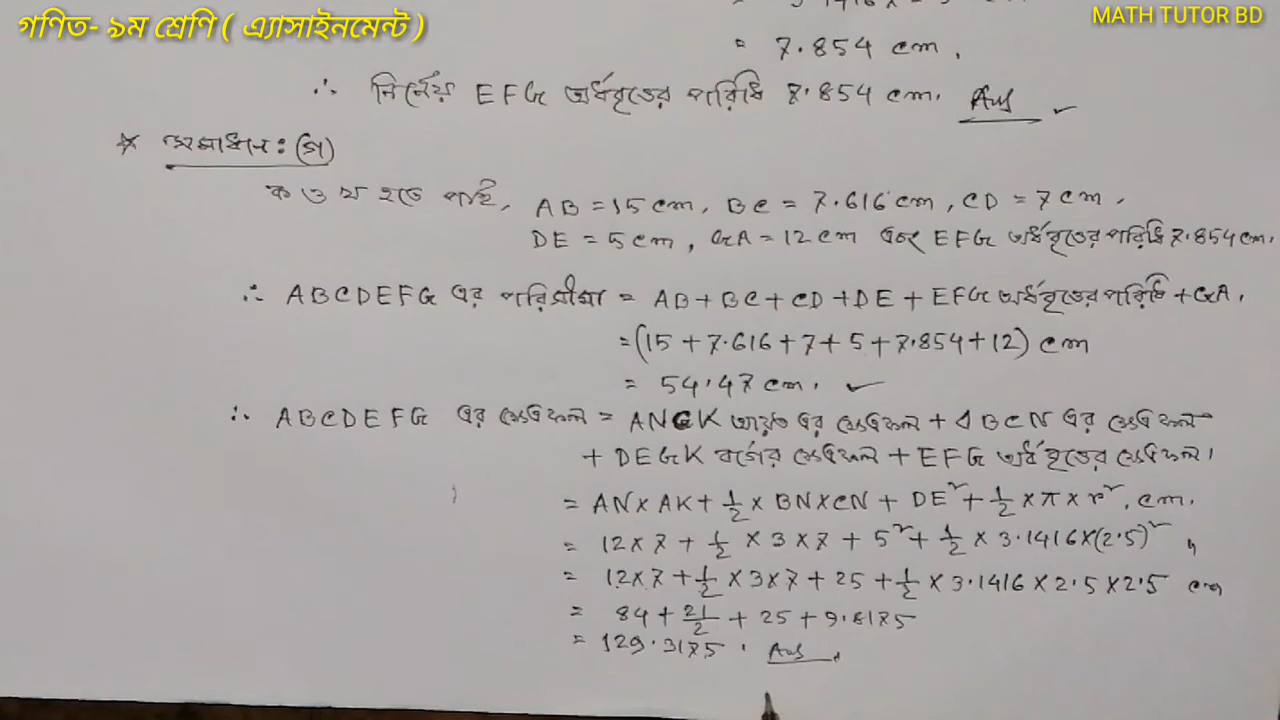 গণিত- ৯ম শ্রেণি ( এ্যাসাইনমেন্ট )
MATH TUTOR BD
= 7.854 cm.
∴ নির্ণেয় EFG অর্ধবৃত্তের পরিধি 7.854 cm. Ans
* সমাধান: (গ)
ক ও খ হতে পাই, AB = 15 cm, BC = 7.616 cm, CD = 7 cm,
DE = 5 cm, GA = 12 cm এবং EFG অর্ধবৃত্তের পরিধি 7.854 cm.
∴ ABCDEFG এর পরিসীমা = AB + BC + CD + DE + EFG অর্ধবৃত্তের পরিধি + GA.
= (15 + 7.616 + 7 + 5 + 7.854 + 12) cm
= 54.47 cm. ✓
∴ ABCDEFG এর ক্ষেত্রফল = ANCK আয়ত এর ক্ষেত্রফল + Δ BCN এর ক্ষেত্রফল
+ DEGK বর্গের ক্ষেত্রফল + EFG অর্ধবৃত্তের ক্ষেত্রফল।
= AN × AK + 1/2 × BN × CN + DE² + 1/2 × π × r². cm.
= 12 × 7 + 1/2 × 3 × 7 + 5² + 1/2 × 3.1416 × (2.5)² "
= 12 × 7 + 1/2 × 3 × 7 + 25 + 1/2 × 3.1416 × 2.5 × 2.5 cm
= 84 + 21/2 + 25 + 9.8175
= 129.3175. Ans.